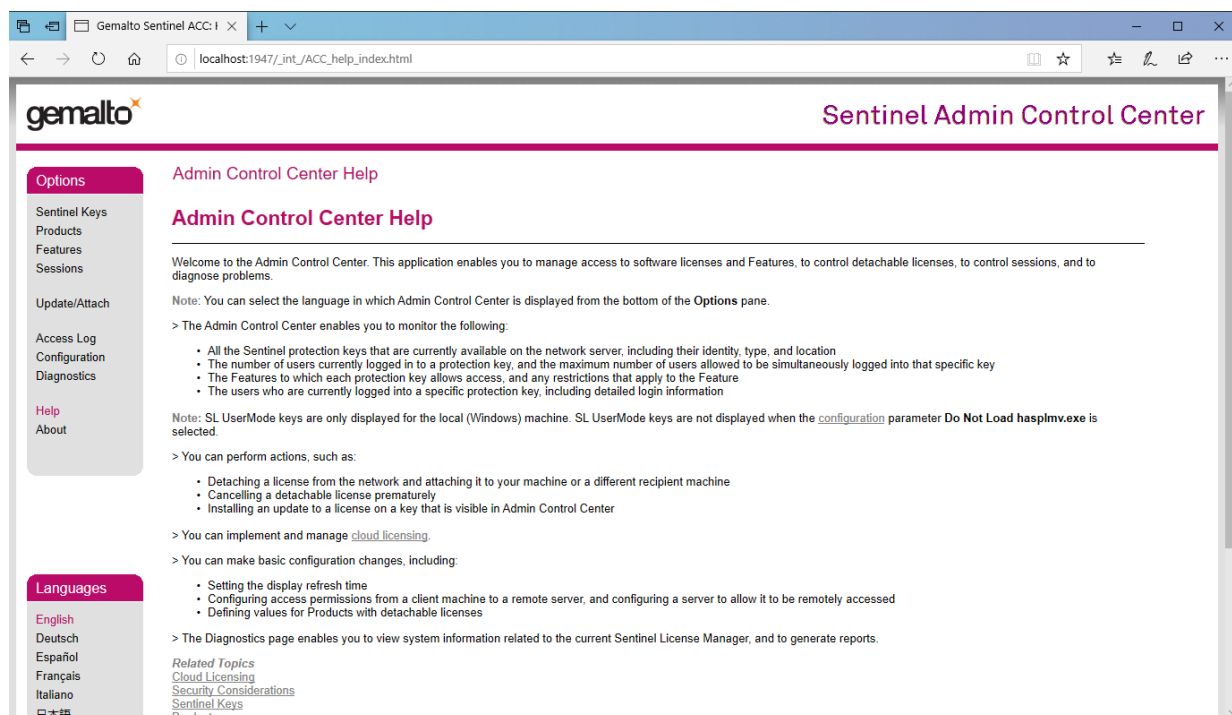 Gemalto Sentinel ACC: H
localhost:1947/_int_/ACC_help_index.html
gemalto
Sentinel Admin Control Center
Options
Sentinel Keys
Products
Features
Sessions
Update/Attach
Access Log
Configuration
Diagnostics
Help
About
Languages
English
Deutsch
Español
Français
Italiano
日本語
Admin Control Center Help
Admin Control Center Help
Welcome to the Admin Control Center. This application enables you to manage access to software licenses and Features, to control detachable licenses, to control sessions, and to
diagnose problems.
Note: You can select the language in which Admin Control Center is displayed from the bottom of the Options pane.
> The Admin Control Center enables you to monitor the following:
• All the Sentinel protection keys that are currently available on the network server, including their identity, type, and location
• The number of users currently logged in to a protection key, and the maximum number of users allowed to be simultaneously logged into that specific key
• The Features to which each protection key allows access, and any restrictions that apply to the Feature
• The users who are currently logged into a specific protection key, including detailed login information
Note: SL UserMode keys are only displayed for the local (Windows) machine. SL UserMode keys are not displayed when the configuration parameter Do Not Load hasplmv.exe is
selected.
> You can perform actions, such as:
• Detaching a license from the network and attaching it to your machine or a different recipient machine
• Cancelling a detachable license prematurely
• Installing an update to a license on a key that is visible in Admin Control Center
> You can implement and manage cloud licensing.
> You can make basic configuration changes, including:
• Setting the display refresh time
• Configuring access permissions from a client machine to a remote server, and configuring a server to allow it to be remotely accessed
• Defining values for Products with detachable licenses
> The Diagnostics page enables you to view system information related to the current Sentinel License Manager, and to generate reports.
Related Topics
Cloud Licensing
Security Considerations
Sentinel Keys